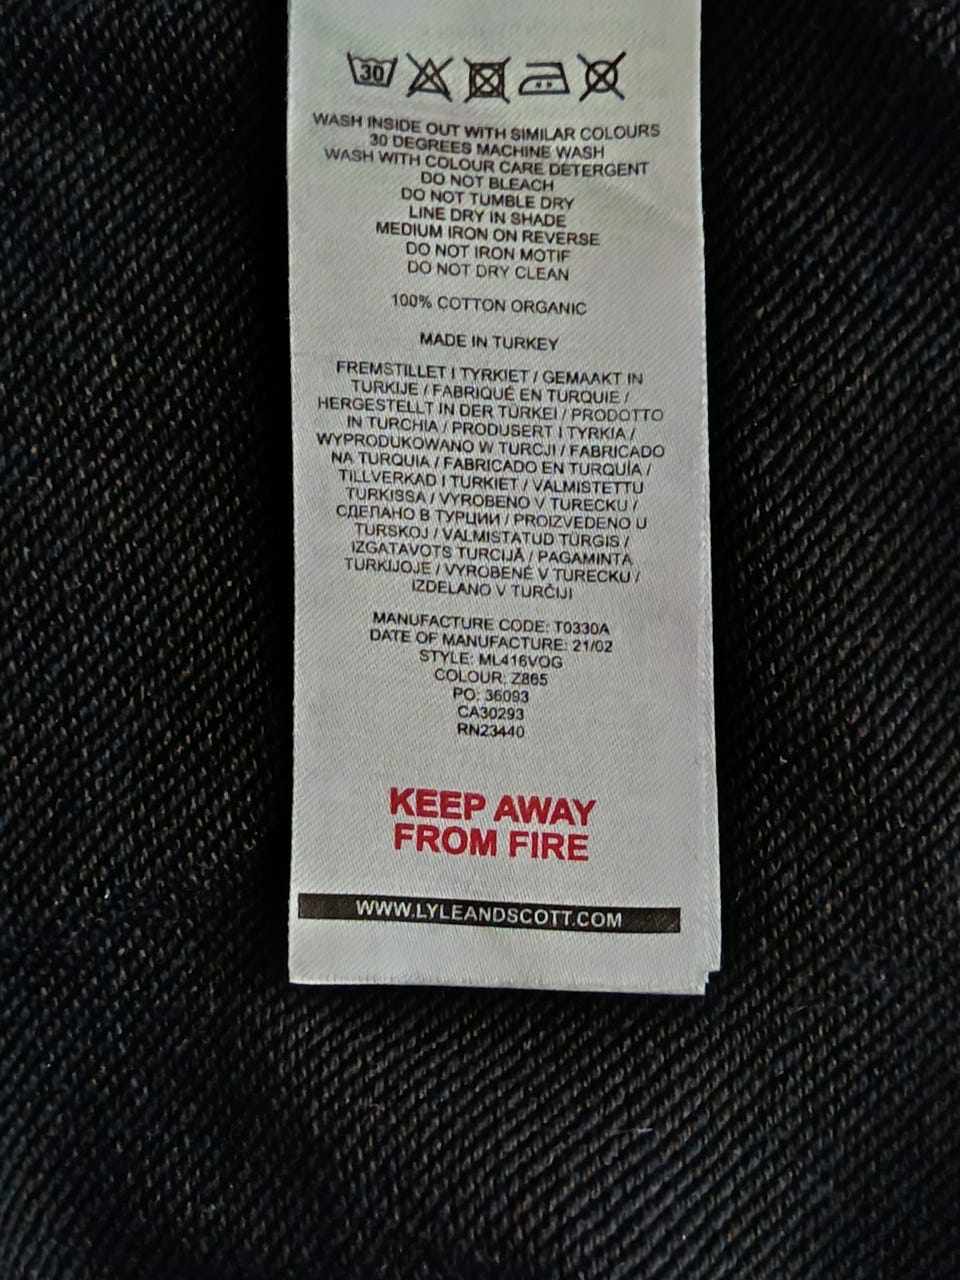 30
WASH INSIDE OUT WITH SIMILAR COLOURS
30 DEGREES MACHINE WASH
WASH WITH COLOUR CARE DETERGENT
DO NOT BLEACH
DO NOT TUMBLE DRY
LINE DRY IN SHADE
MEDIUM IRON ON REVERSE
DO NOT IRON MOTIF
DO NOT DRY CLEAN
100% COTTON ORGANIC
MADE IN TURKEY
FREMSTILLET I TYRKIET / GEMAAKT IN
TURKIJE / FABRIQUÉ EN TURQUIE /
HERGESTELLT IN DER TÜRKEI / PRODOTTO
IN TURCHIA / PRODUSERT I TYRKIA /
WYPRODUKOWANO W TURCJI / FABRICADO
NA TURQUIA / FABRICADO EN TURQUÍA /
TILLVERKAD I TURKIET / VALMISTETTU
TURKISSA / VYROBENO V TURECKU /
СДЕЛАНО В ТУРЦИИ / PROIZVEDENO U
TURSKOJ / VALMISTATUD TÜRGIS /
IZGATAVOTS TURCIJĀ / PAGAMINTA
TURKIJOJE / VYROBENÉ V TURECKU /
IZDELANO V TURČIJI
MANUFACTURE CODE: T0330A
DATE OF MANUFACTURE: 21/02
STYLE: ML416VOG
COLOUR: Z865
PO: 36093
CA30293
RN23440
KEEP AWAY
FROM FIRE
WWW.LYLEANDSCOTT.COM